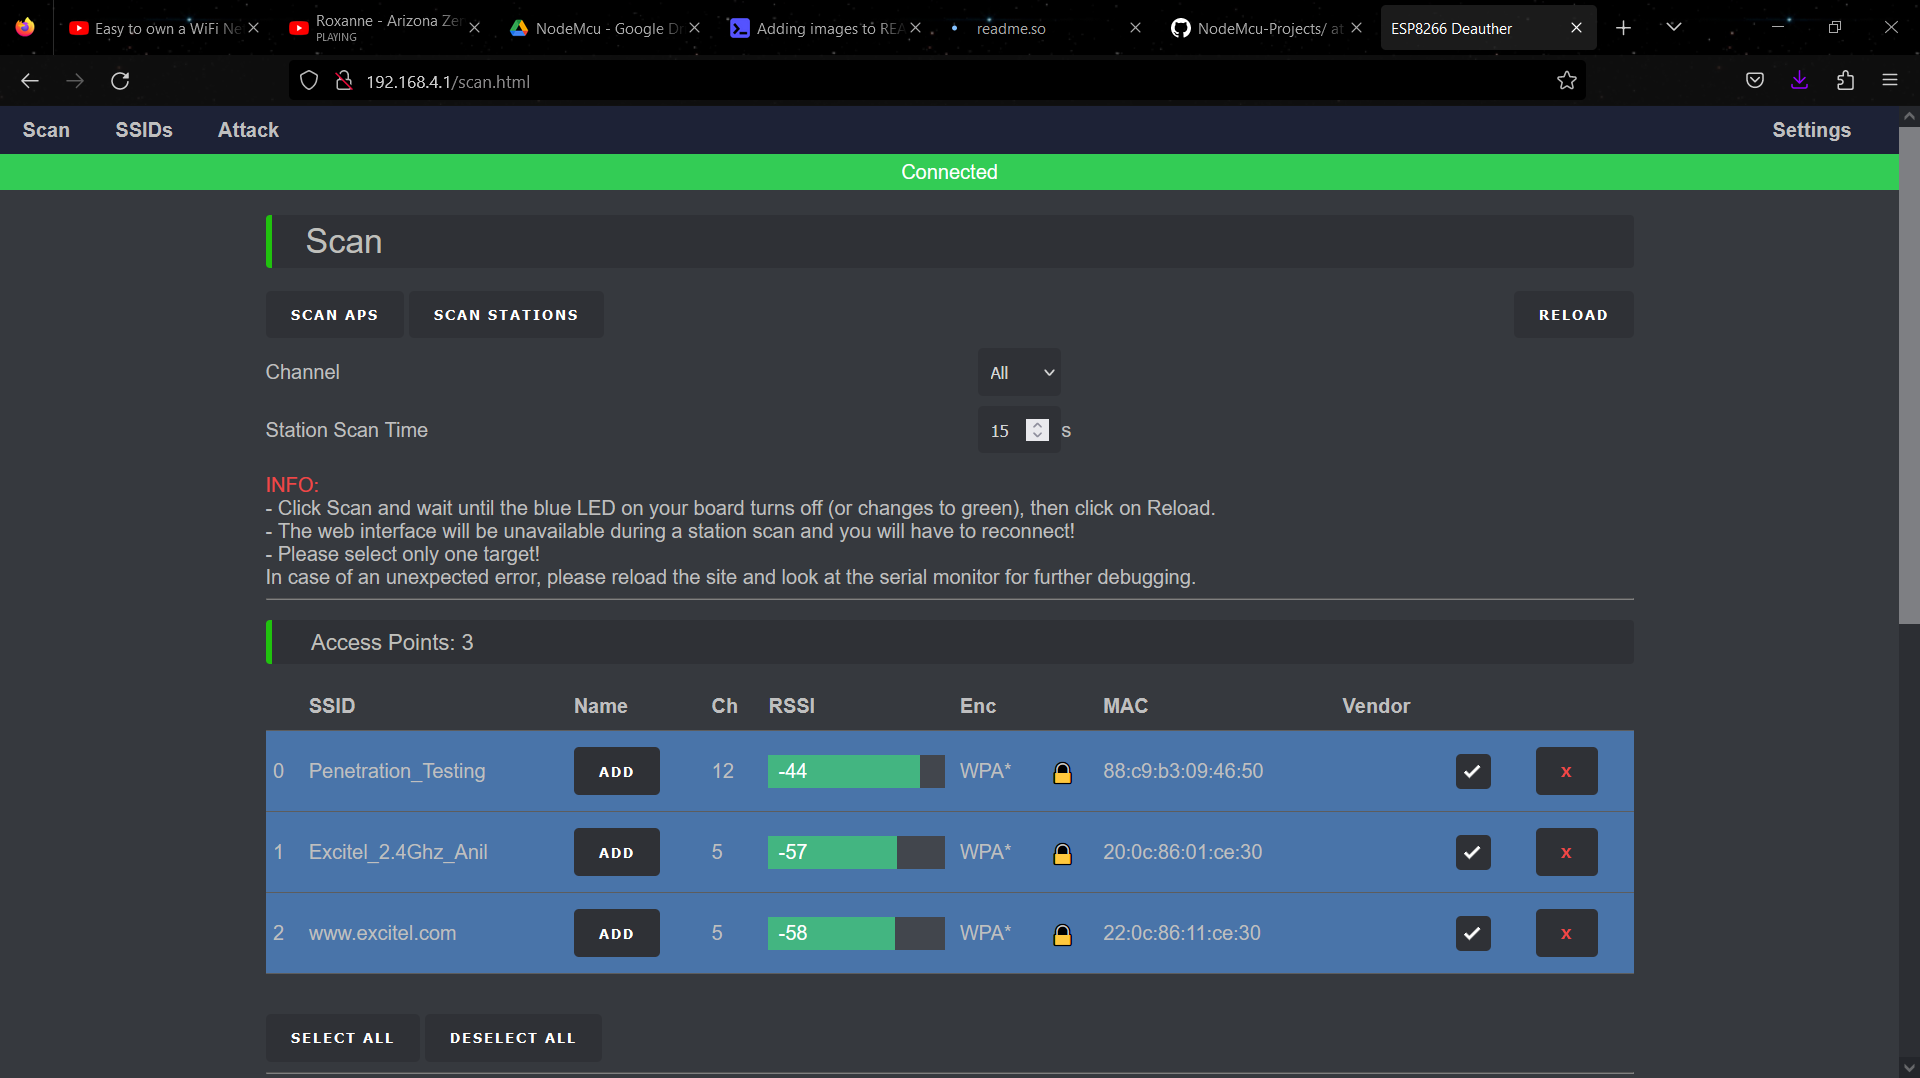 Easy to own a WiFi Ne
Roxanne - Arizona Ze
PLAYING
NodeMcu - Google Dr
Adding images to REA
readme.so
NodeMcu-Projects/ at
ESP8266 Deauther
192.168.4.1/scan.html
Scan SSIDs Attack Settings
Connected
Scan
SCAN APS SCAN STATIONS RELOAD
Channel All
Station Scan Time 15 s
INFO:
- Click Scan and wait until the blue LED on your board turns off (or changes to green), then click on Reload.
- The web interface will be unavailable during a station scan and you will have to reconnect!
- Please select only one target!
In case of an unexpected error, please reload the site and look at the serial monitor for further debugging.
Access Points: 3
SSID Name Ch RSSI Enc MAC Vendor
0 Penetration_Testing ADD 12 -44 WPA* 88:c9:b3:09:46:50 X
1 Excitel_2.4Ghz_Anil ADD 5 -57 WPA* 20:0c:86:01:ce:30 X
2 www.excitel.com ADD 5 -58 WPA* 22:0c:86:11:ce:30 X
SELECT ALL DESELECT ALL